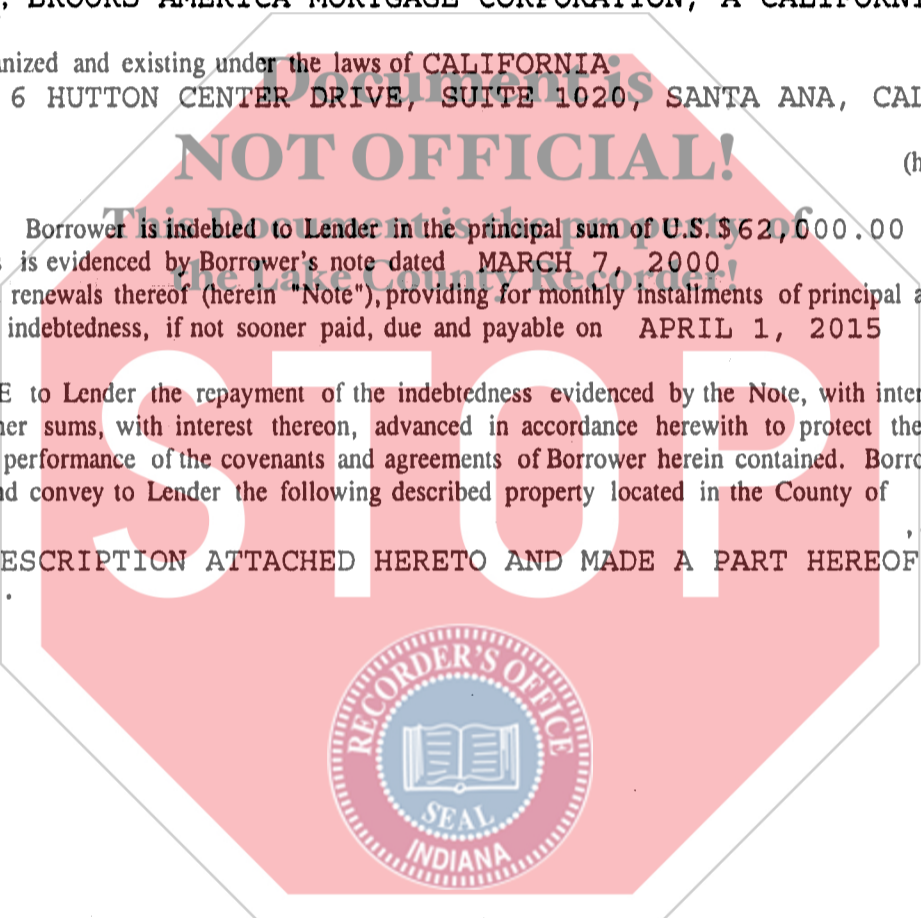 BROOKS AMERICA MORTGAGE CORPORATION, A CALIFORNI
nized and existing under the laws of CALIFORNIA
6 HUTTON CENTER DRIVE, SUITE 1020, SANTA ANA, CAL
(h
Borrower is indebted to Lender in the principal sum of U.S.$62,000.00
is evidenced by Borrower's note dated MARCH 7, 2000
renewals thereof (herein "Note"), providing for monthly installments of principal a
indebtedness, if not sooner paid, due and payable on APRIL 1, 2015
E to Lender the repayment of the indebtedness evidenced by the Note, with inter
er sums, with interest thereon, advanced in accordance herewith to protect the
performance of the covenants and agreements of Borrower herein contained. Borro
d convey to Lender the following described property located in the County of
,
ESCRIPTION ATTACHED HERETO AND MADE A PART HEREOF
.
Document is
NOT OFFICIAL!
This Document is the property of
the Lake County Recorder!
STOP
RECORDER'S OFFICE
SEAL
INDIANA